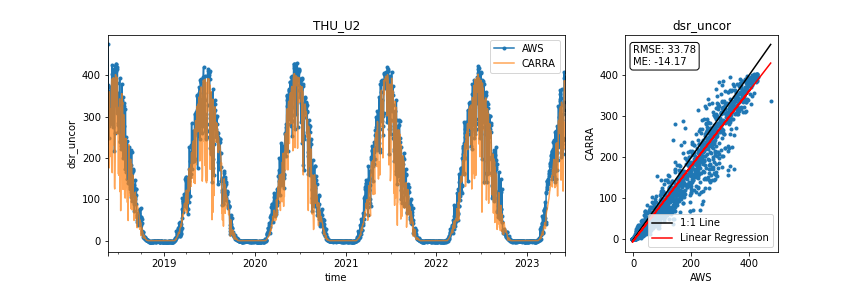 THU_U2
dsr_uncor
400
300
200
100
0
2019
2020
2021
2022
2023
time
AWS
CARRA
dsr_uncor
CARRA
400
300
200
100
0
0
200
400
AWS
RMSE: 33.78
ME: -14.17
1:1 Line
Linear Regression